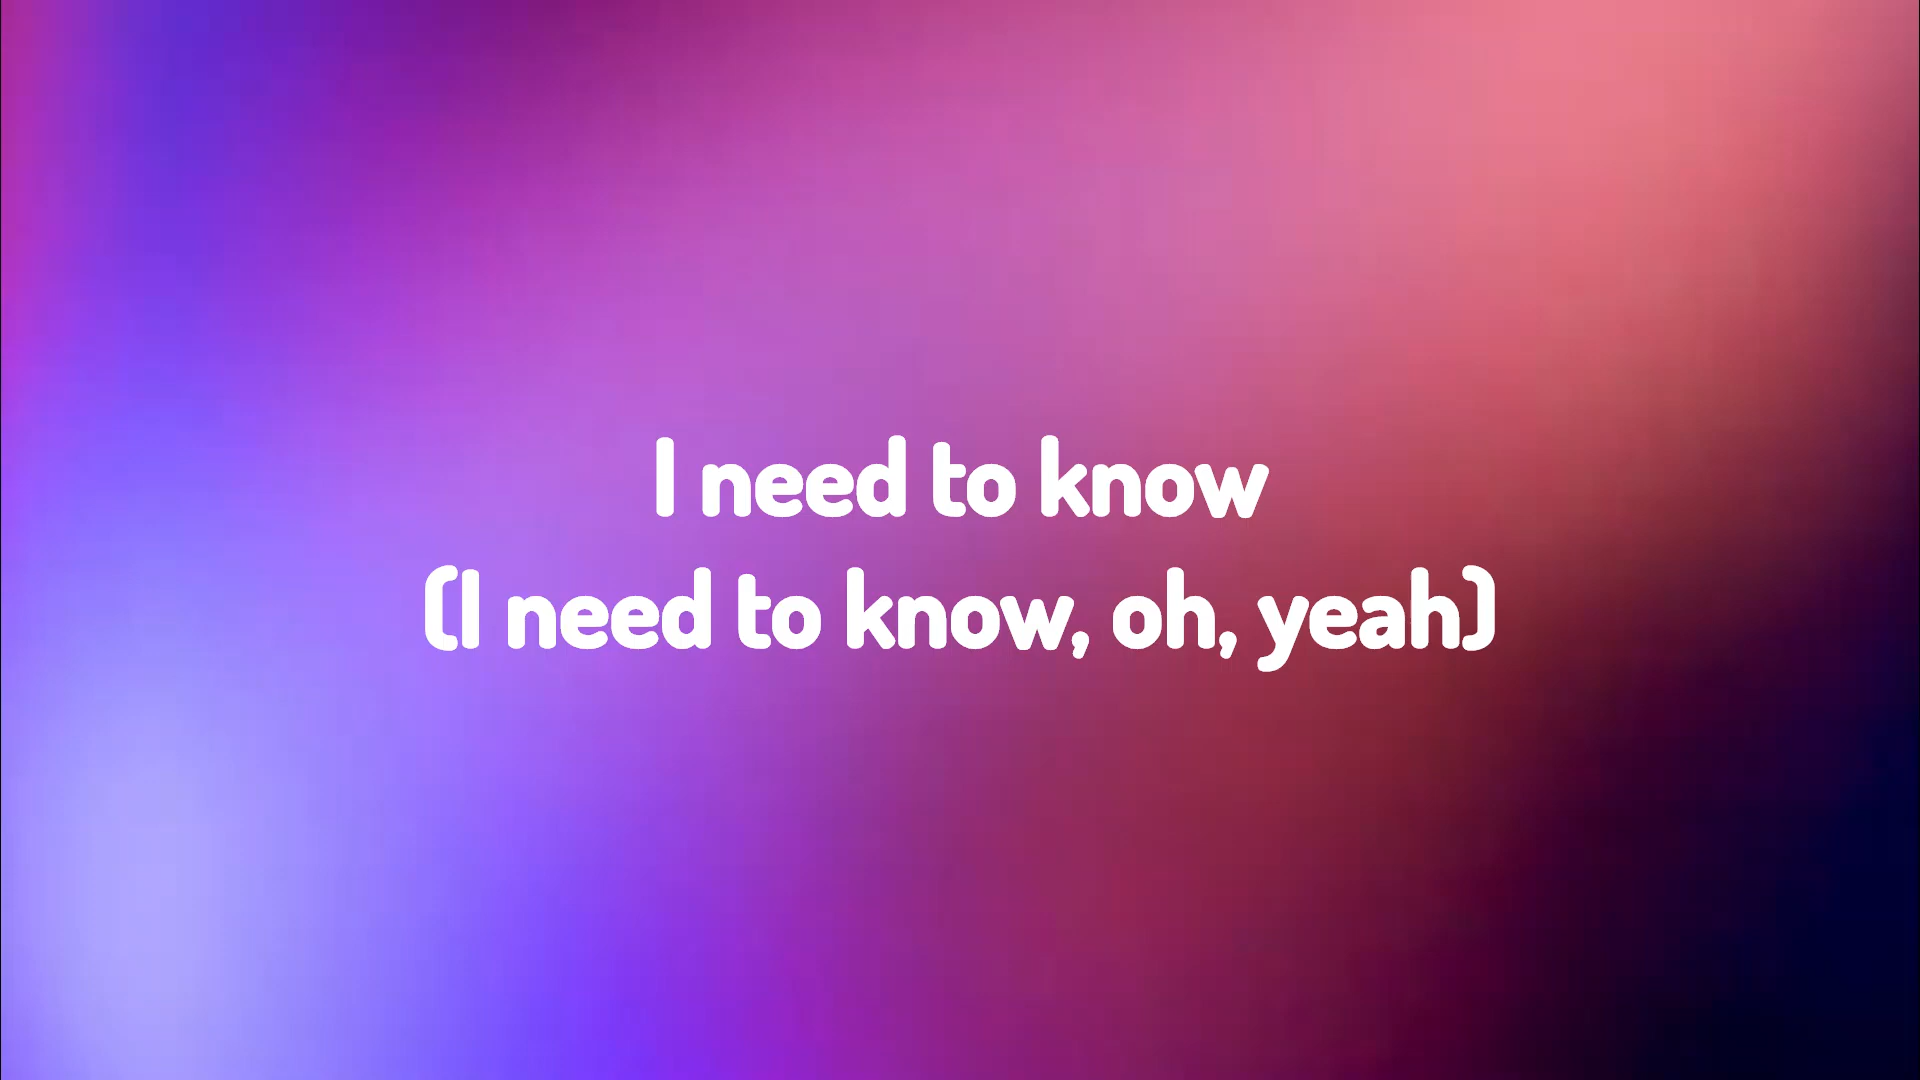 I need to know
(I need to know, oh, yeah)